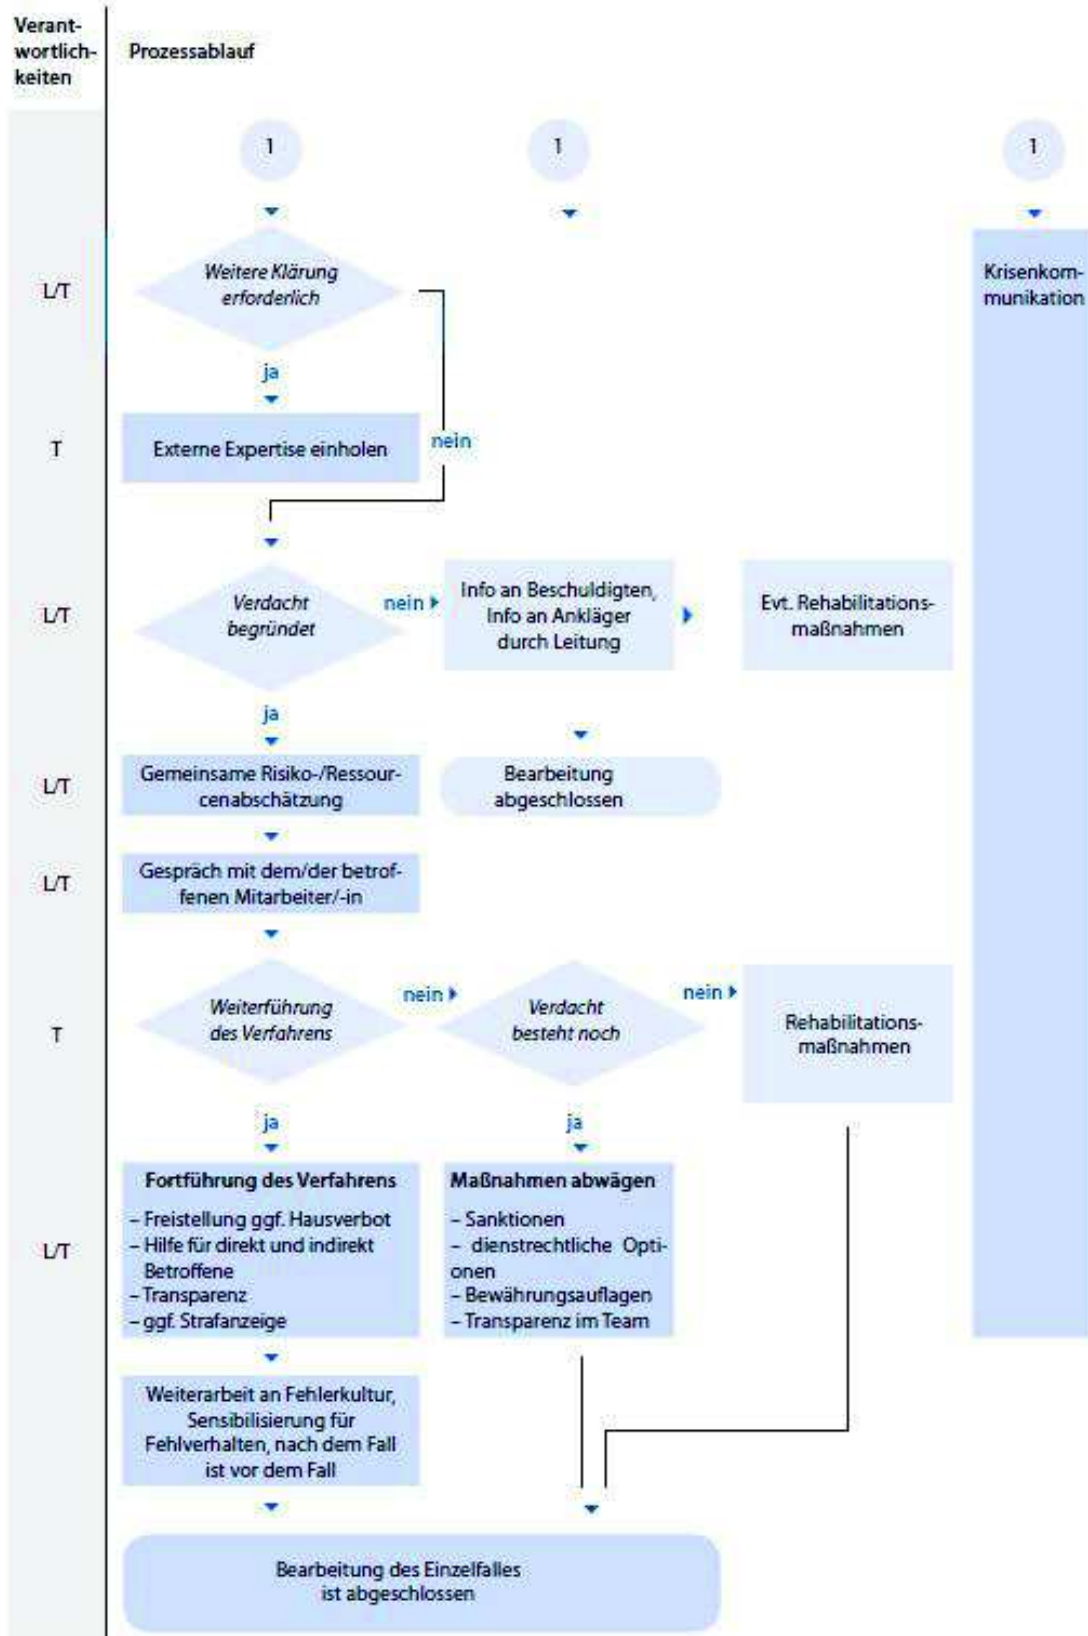 Verant-
wortlich-
keiten
Prozessablauf
1
1
1
L/T
Weitere Klärung
erforderlich
Krisenkom-
munikation
ja
T
Externe Expertise einholen
nein
L/T
Verdacht
begründet
nein
Info an Beschuldigten,
Info an Ankläger
durch Leitung
Evt. Rehabilitations-
maßnahmen
ja
L/T
Gemeinsame Risiko-/Ressour-
cenabschätzung
Bearbeitung
abgeschlossen
L/T
Gespräch mit dem/der betrof-
fenen Mitarbeiter/-in
T
Weiterführung
des Verfahrens
nein
Verdacht
besteht noch
nein
Rehabilitations-
maßnahmen
ja
ja
L/T
Fortführung des Verfahrens
– Freistellung ggf. Hausverbot
– Hilfe für direkt und indirekt
Betroffene
– Transparenz
– ggf. Strafanzeige
Maßnahmen abwägen
– Sanktionen
– dienstrechtliche Opti-
onen
– Bewährungsauflagen
– Transparenz im Team
Weiterarbeit an Fehlerkultur,
Sensibilisierung für
Fehlverhalten, nach dem Fall
ist vor dem Fall
Bearbeitung des Einzelfalles
ist abgeschlossen